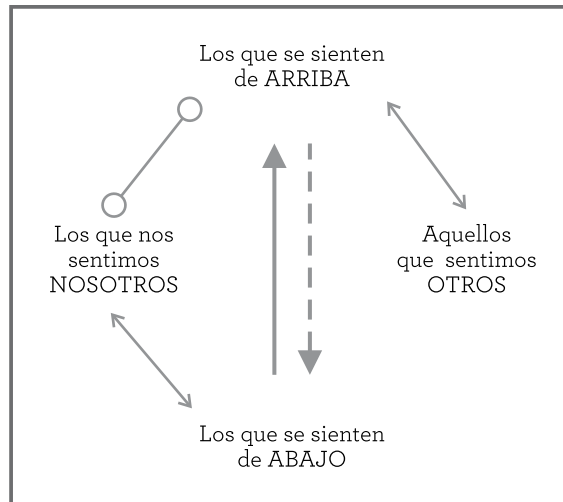 Los que se sienten
de ARRIBA
Los que nos
sentimos
NOSOTROS
Aquellos
que sentimos
OTROS
Los que se sienten
de ABAJO